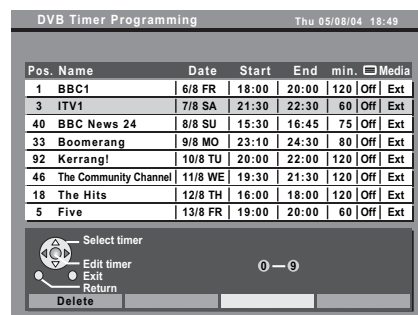 DVB Timer Programming Thu 05/08/04 18:49
Pos. Name Date Start End min. Media
1 BBC1 6/8 FR 18:00 20:00 120 Off Ext
3 ITV1 7/8 SA 21:30 22:30 60 Off Ext
40 BBC News 24 8/8 SU 15:30 16:45 75 Off Ext
33 Boomerang 9/8 MO 23:10 24:30 80 Off Ext
92 Kerrang! 10/8 TU 20:00 22:00 120 Off Ext
46 The Community Channel 11/8 WE 19:30 21:30 120 Off Ext
18 The Hits 12/8 TH 16:00 18:00 120 Off Ext
5 Five 13/8 FR 19:00 20:00 60 Off Ext
Select timer
Edit timer
0 — 9
Exit
Return
Delete